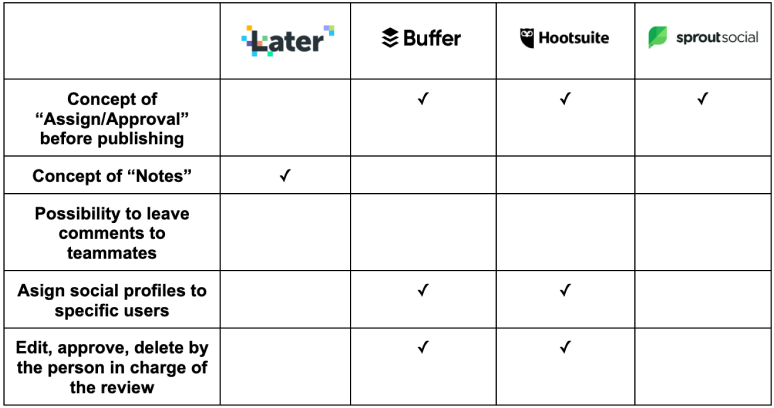 Later Buffer Hootsuite sproutsocial
Concept of ✓ ✓ ✓
“Assign/Approval”
before publishing
Concept of “Notes” ✓
Possibility to leave
comments to
teammates
Asign social profiles to ✓ ✓
specific users
Edit, approve, delete by ✓ ✓
the person in charge of
the review